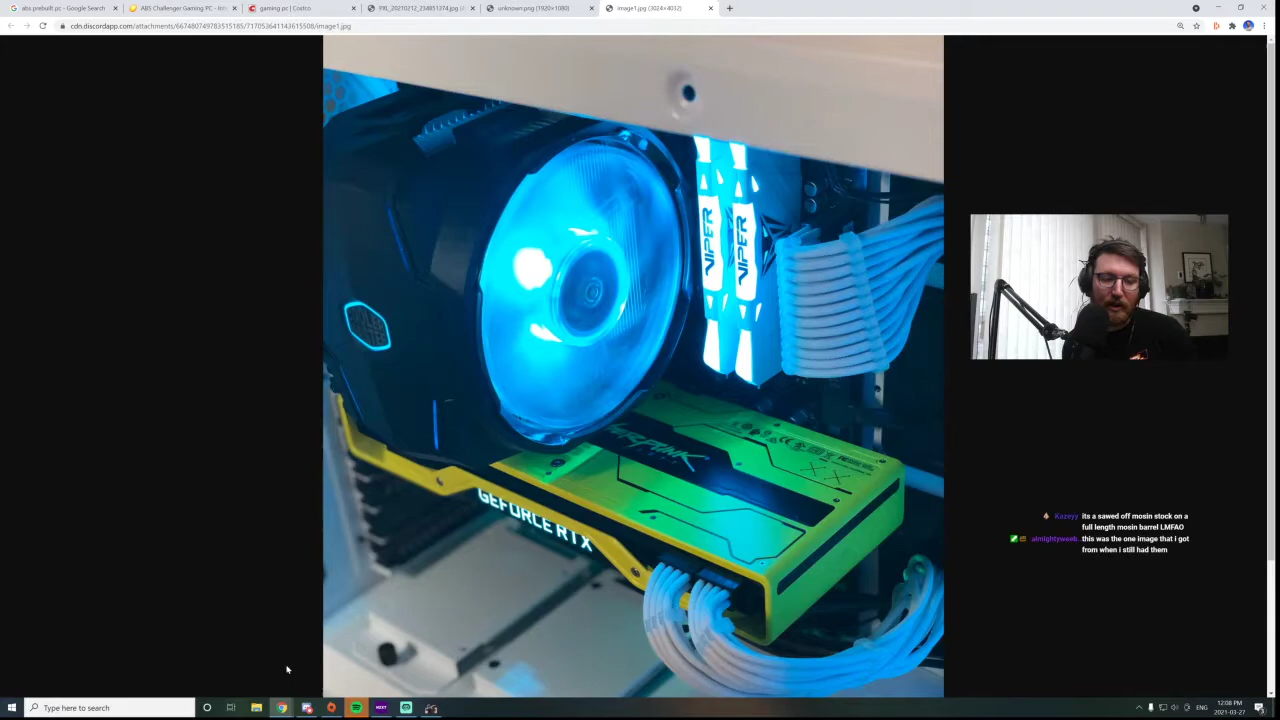 abs prebuilt pc - Google Search
ABS Challenger Gaming PC - Int
gaming pc | Costco
PXL_20210212_234851374.jpg (4
unknown.png (1920×1080)
image1.jpg (3024×4032)
cdn.discordapp.com/attachments/667480749783515185/717053641143615508/image1.jpg
VIPER
VIPER
GEFORCE RTX
Kazeyy its a sawed off mosin stock on a
full length mosin barrel LMFAO
almightyweeb this was the one image that i got
from when i still had them
Type here to search
NZXT
ENG
12:08 PM
2021-03-27